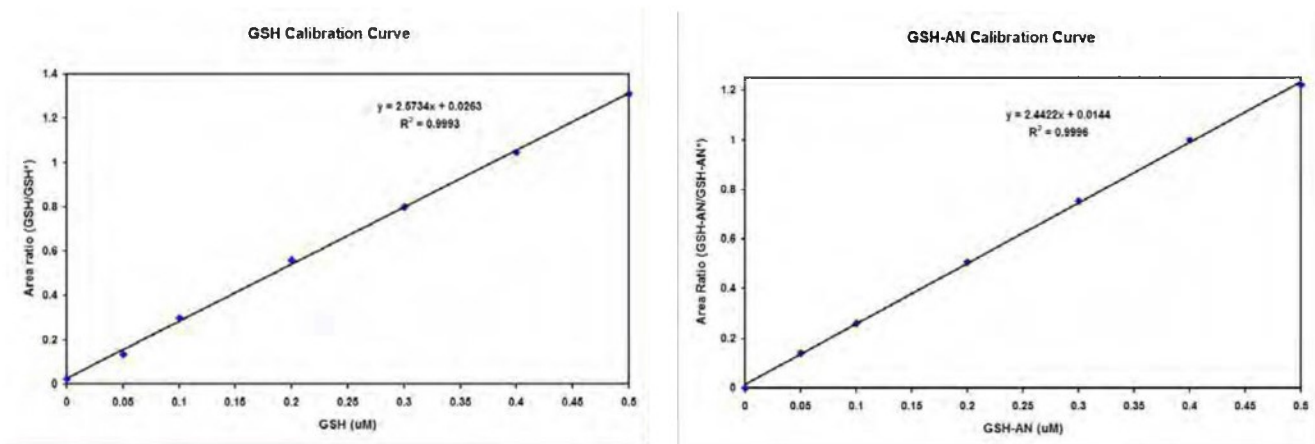 GSH Calibration Curve
1.4
1.2
1
0.8
0.6
0.4
0.2
0
y = 2.5734x + 0.0263
R² = 0.9993
Area ratio (GSH/GSH*)
0 0.05 0.1 0.15 0.2 0.25 0.3 0.35 0.4 0.45 0.5
GSH (uM)
GSH-AN Calibration Curve
1.2
1
0.8
0.6
0.4
0.2
0
y = 2.4422x + 0.0144
R² = 0.9996
Area Ratio (GSH-AN/GSH-AN*)
0 0.05 0.1 0.15 0.2 0.25 0.3 0.35 0.4 0.45 0.5
GSH-AN (uM)